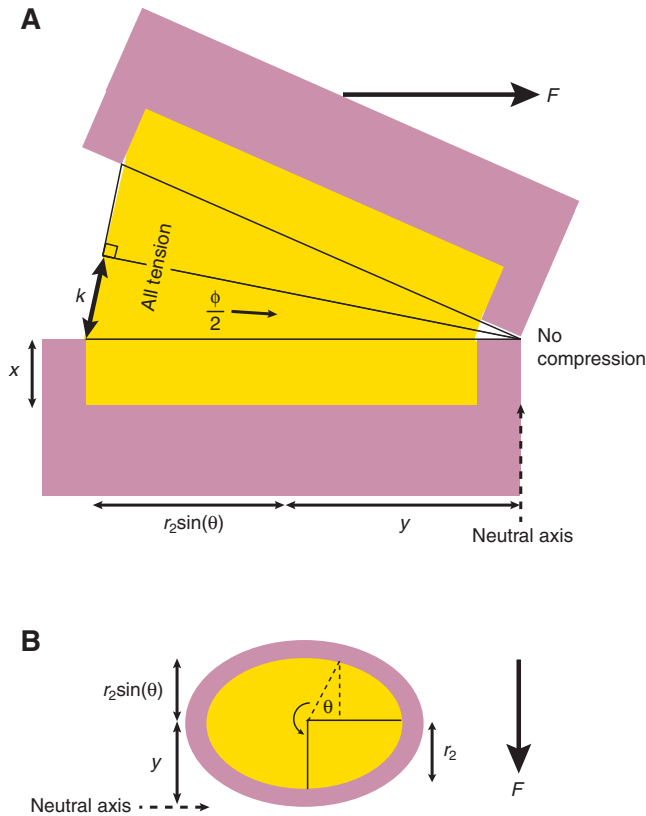 A
F
All tension
k
ϕ
2
No
compression
x
r2sin(θ)
y
Neutral axis
B
r2sin(θ)
θ
y
r2
F
Neutral axis